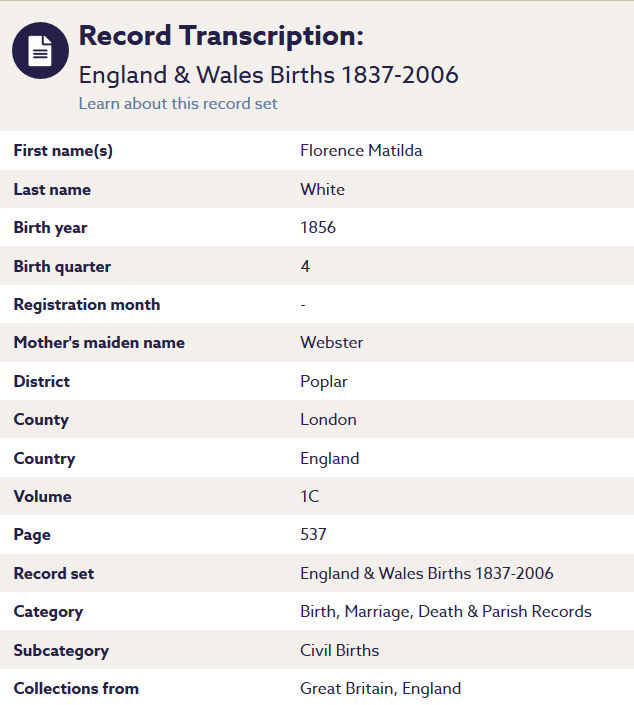 Record Transcription:
England & Wales Births 1837-2006
Learn about this record set
First name(s) Florence Matilda
Last name White
Birth year 1856
Birth quarter 4
Registration month -
Mother's maiden name Webster
District Poplar
County London
Country England
Volume 1C
Page 537
Record set England & Wales Births 1837-2006
Category Birth, Marriage, Death & Parish Records
Subcategory Civil Births
Collections from Great Britain, England